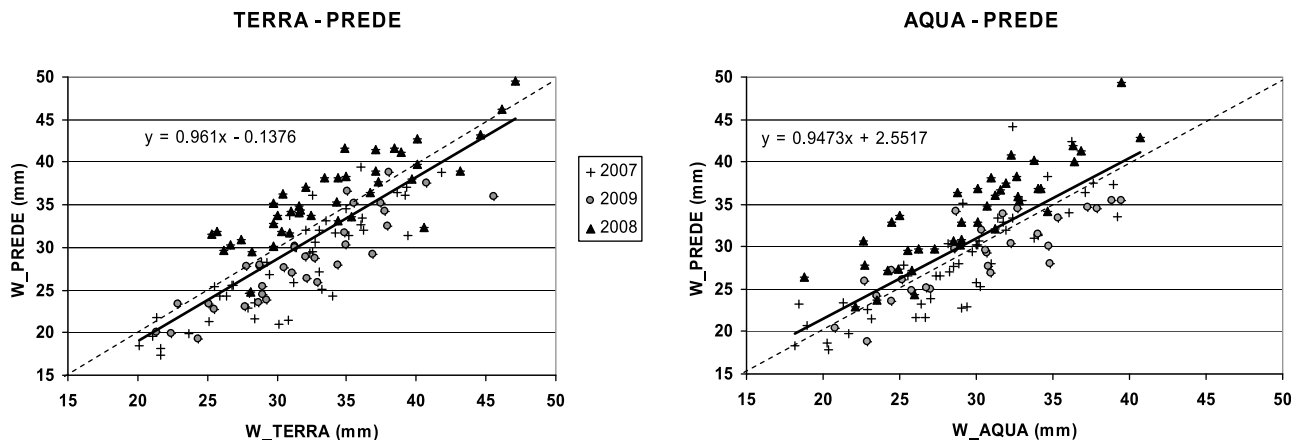 TERRA - PREDE
50
45
40
35
30
25
20
15
W_PREDE (mm)
y = 0.961x - 0.1376
15 20 25 30 35 40 45 50
W_TERRA (mm)
2007
2009
2008
AQUA - PREDE
50
45
40
35
30
25
20
15
W_PREDE (mm)
y = 0.9473x + 2.5517
15 20 25 30 35 40 45 50
W_AQUA (mm)